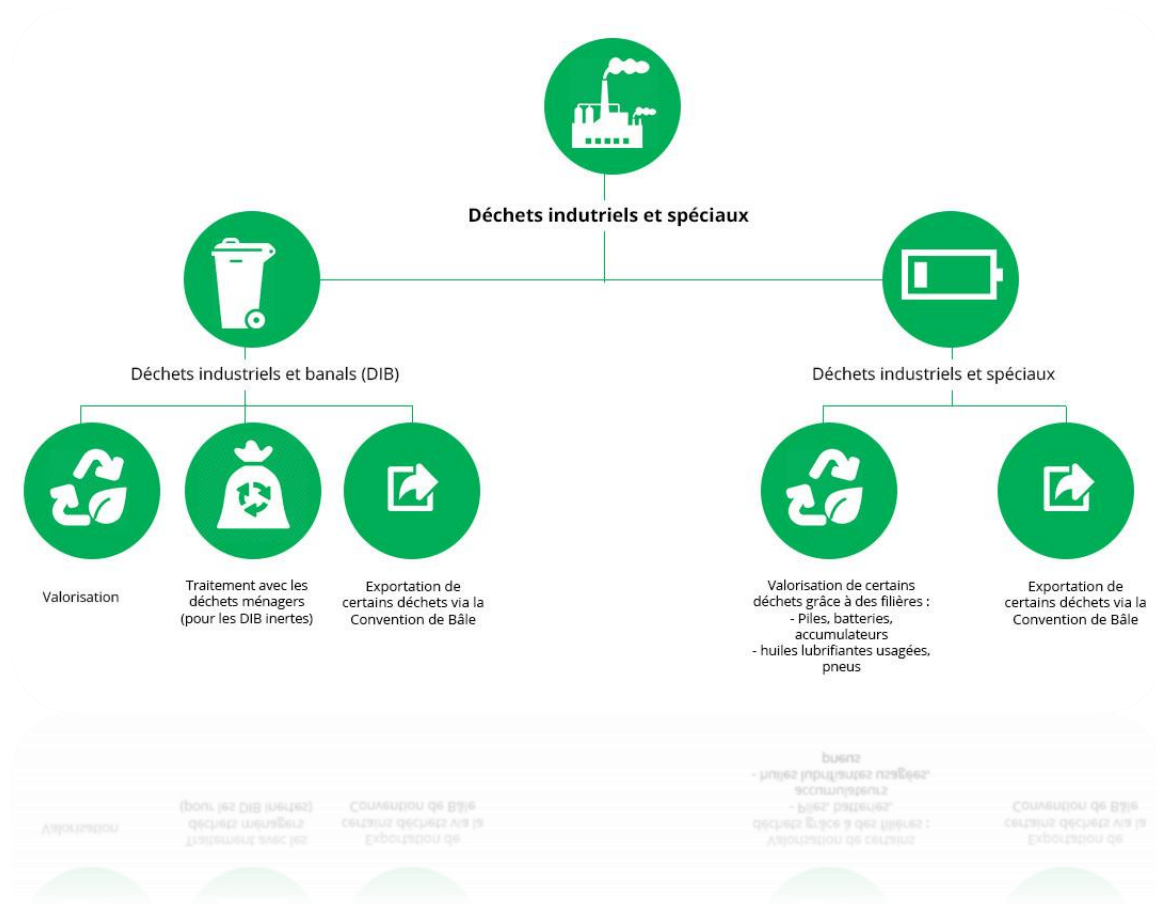 Déchets indutriels et spéciaux
Déchets industriels et banals (DIB)
Déchets industriels et spéciaux
Valorisation
Traitement avec les
déchets ménagers
(pour les DIB inertes)
Exportation de
certains déchets via la
Convention de Bâle
Valorisation de certains
déchets grâce à des filières :
- Piles, batteries,
accumulateurs
- huiles lubrifiantes usagées,
pneus
Exportation de
certains déchets via la
Convention de Bâle